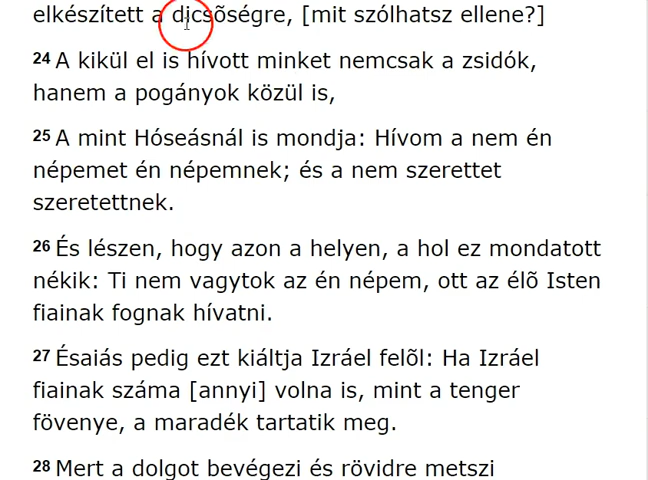 elkészített a dicsõségre, [mit szólhatsz ellene?]
24 A kikül el is hívott minket nemcsak a zsidók,
hanem a pogányok közül is,
25 A mint Hóseásnál is mondja: Hívom a nem én
népemet én népemnek; és a nem szerettet
szeretettnek.
26 És lészen, hogy azon a helyen, a hol ez mondatott
nékik: Ti nem vagytok az én népem, ott az élõ Isten
fiainak fognak hívatni.
27 Ésaiás pedig ezt kiáltja Izráel felõl: Ha Izráel
fiainak száma [annyi] volna is, mint a tenger
fövenye, a maradék tartatik meg.
28 Mert a dolgot bevégezi és rövidre metszi